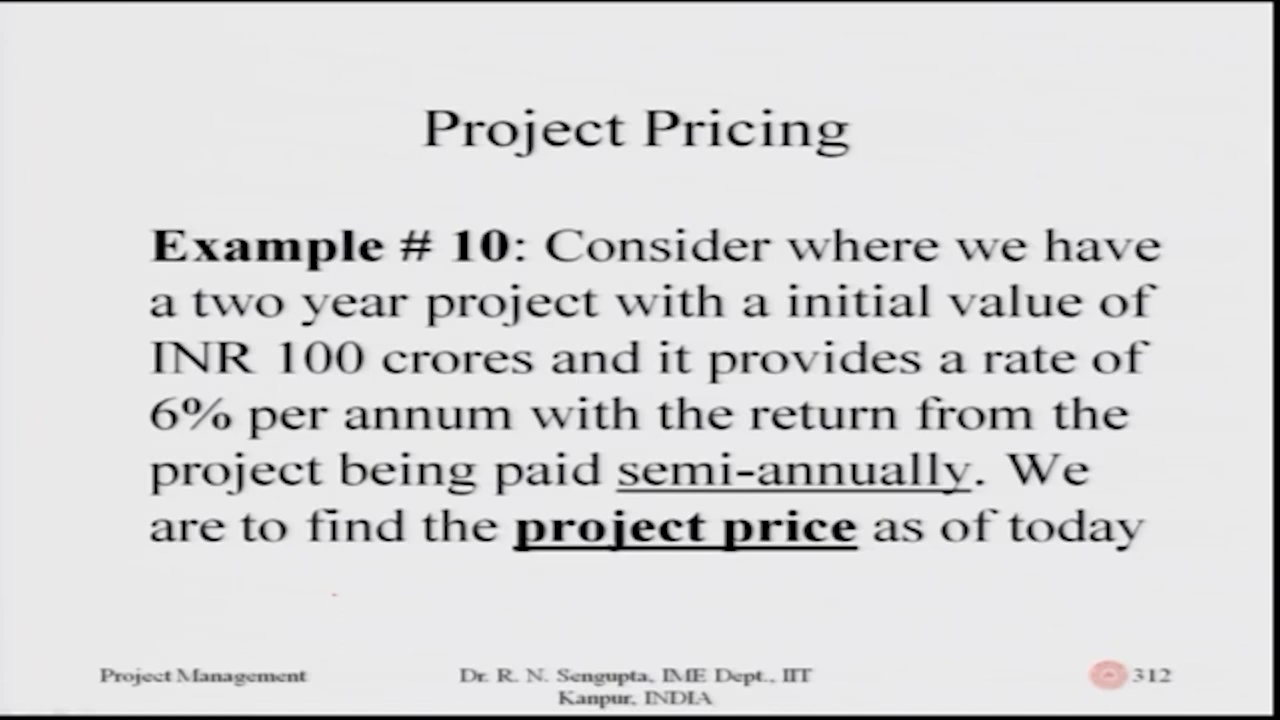 Project Pricing
Example # 10: Consider where we have
a two year project with a initial value of
INR 100 crores and it provides a rate of
6% per annum with the return from the
project being paid semi-annually. We
are to find the project price as of today
Project Management
Dr. R. N. Sengupta, IME Dept., IIT
Kanpur, INDIA
312